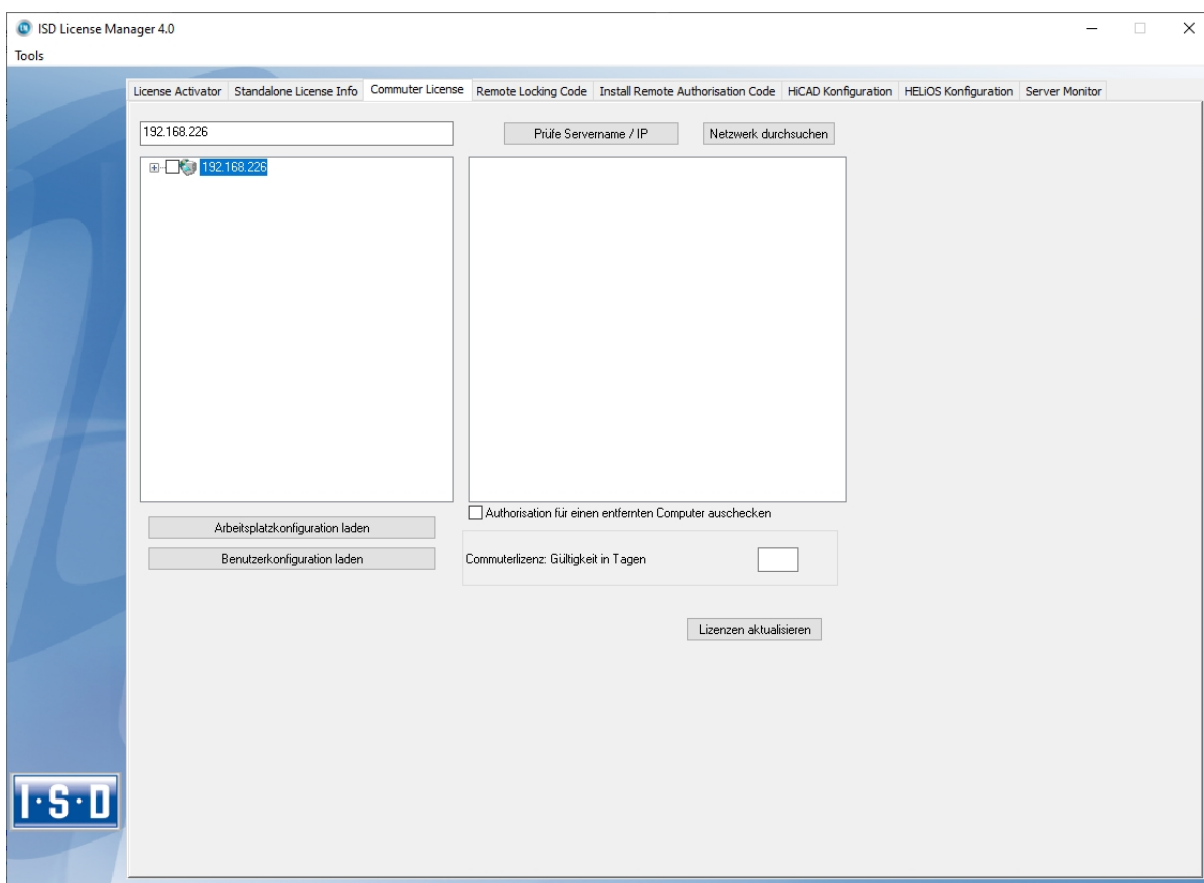 ISD License Manager 4.0
Tools
License Activator Standalone License Info Commuter License Remote Locking Code Install Remote Authorisation Code HiCAD Konfiguration HELiOS Konfiguration Server Monitor
192.168.226 Prüfe Servername / IP Netzwerk durchsuchen
192.168.226
Authorisation für einen entfernten Computer auschecken
Arbeitsplatzkonfiguration laden
Benutzerkonfiguration laden Commuterlizenz: Gültigkeit in Tagen
Lizenzen aktualisieren
I·S·D